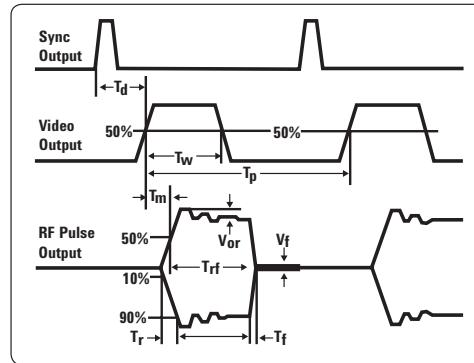 Sync
Output
Td
Video
Output
50%
50%
Tw
Tp
Tm
RF Pulse
Output
50%
Vor
Vf
Trf
10%
90%
Tr
Tf